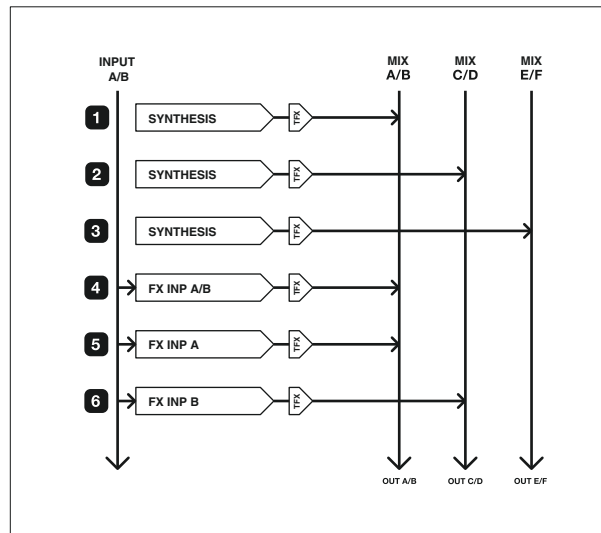 INPUT
A/B
MIX
A/B
MIX
C/D
MIX
E/F
1
SYNTHESIS
TFX
2
SYNTHESIS
TFX
3
SYNTHESIS
TFX
4
FX INP A/B
TFX
5
FX INP A
TFX
6
FX INP B
TFX
OUT A/B
OUT C/D
OUT E/F